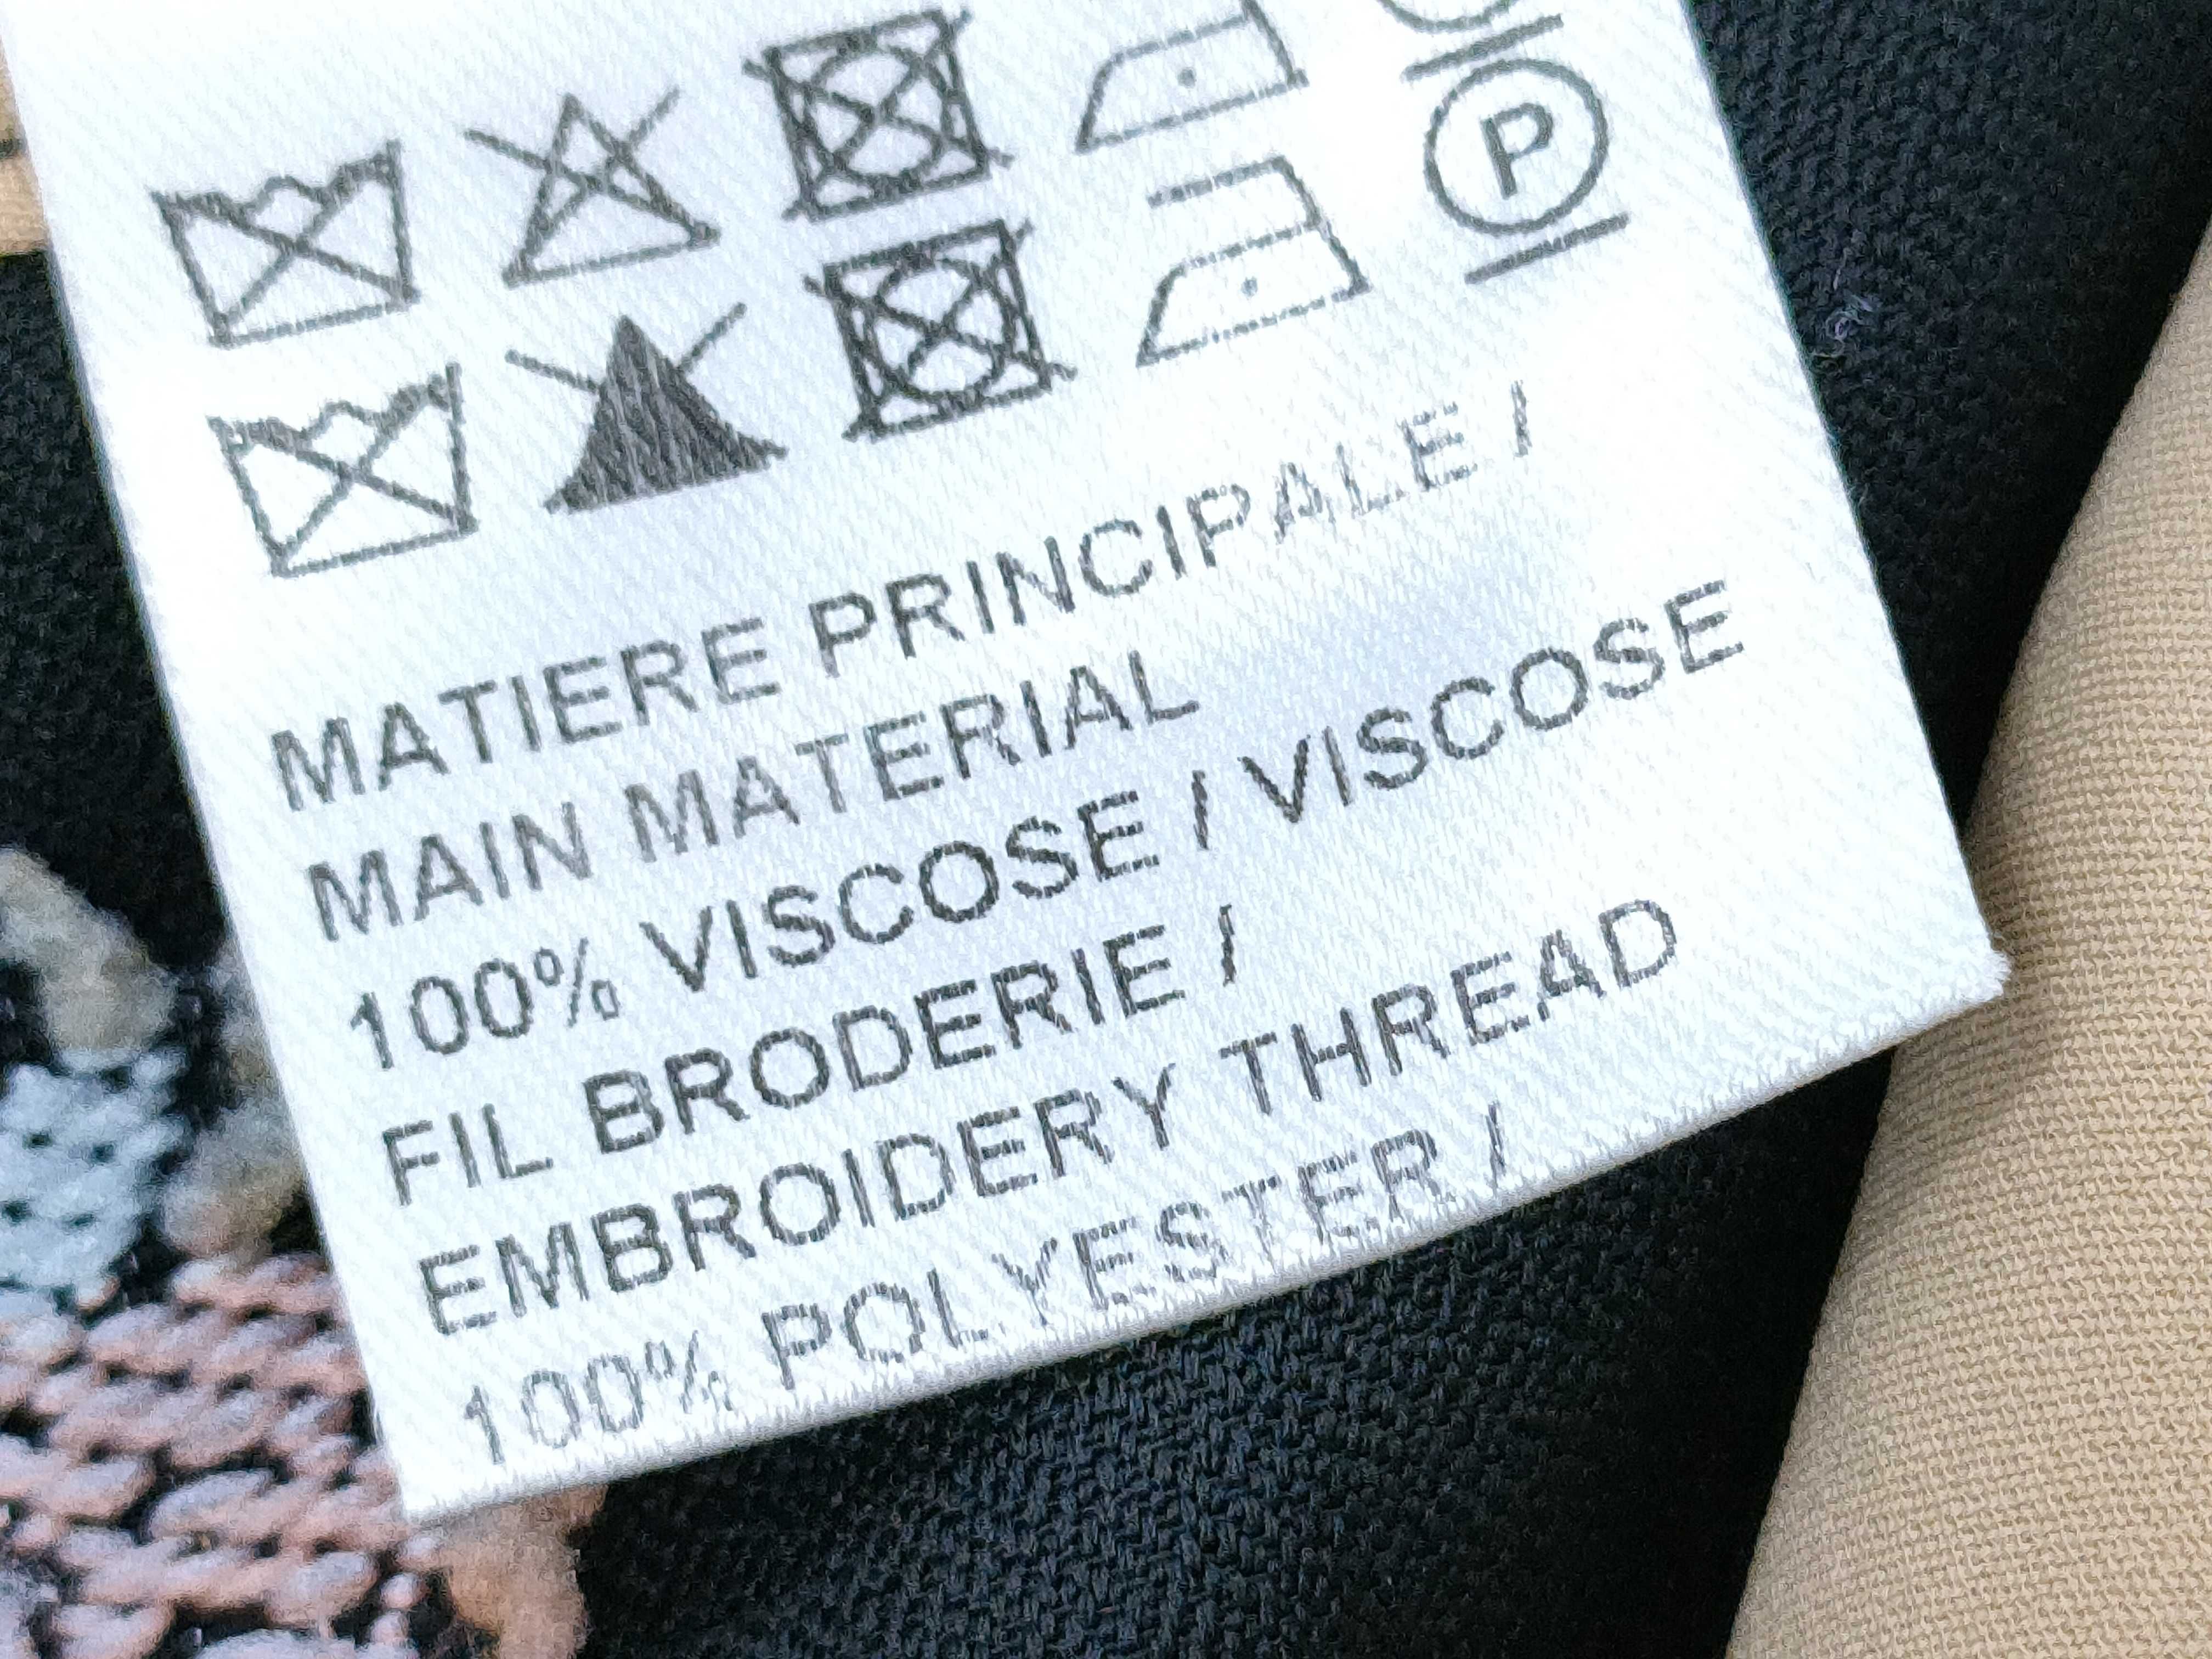 P
MATIERE PRINCIPALE /
MAIN MATERIAL
100% VISCOSE / VISCOSE
FIL BRODERIE /
EMBROIDERY THREAD
100% POLYESTER /